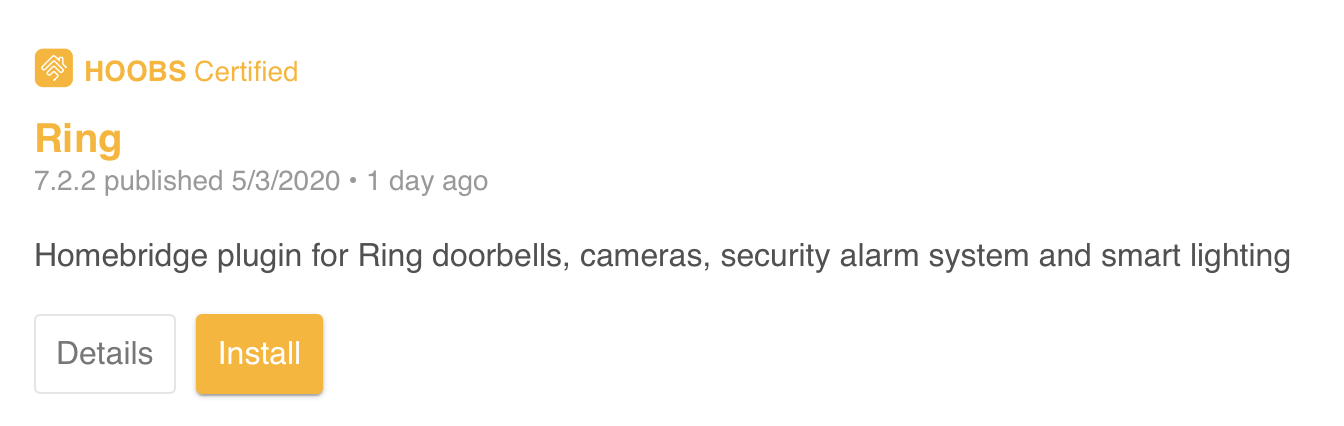 HOOBS Certified
Ring
7.2.2 published 5/3/2020 • 1 day ago
Homebridge plugin for Ring doorbells, cameras, security alarm system and smart lighting
Details Install